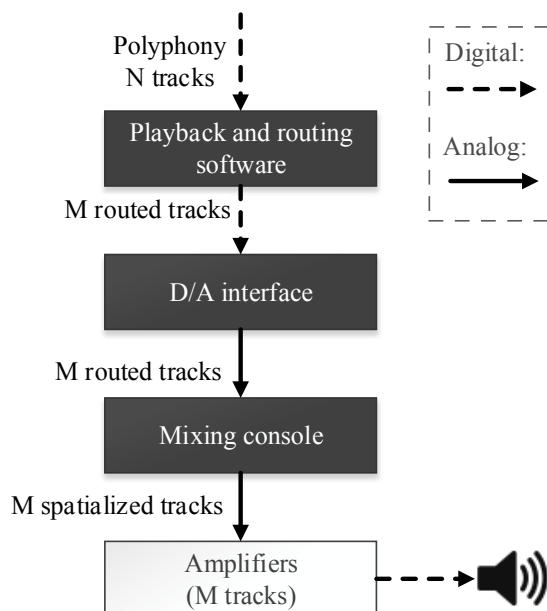 Polyphony
N tracks
Digital:
Playback and routing
software
Analog:
M routed tracks
D/A interface
M routed tracks
Mixing console
M spatialized tracks
Amplifiers
(M tracks)